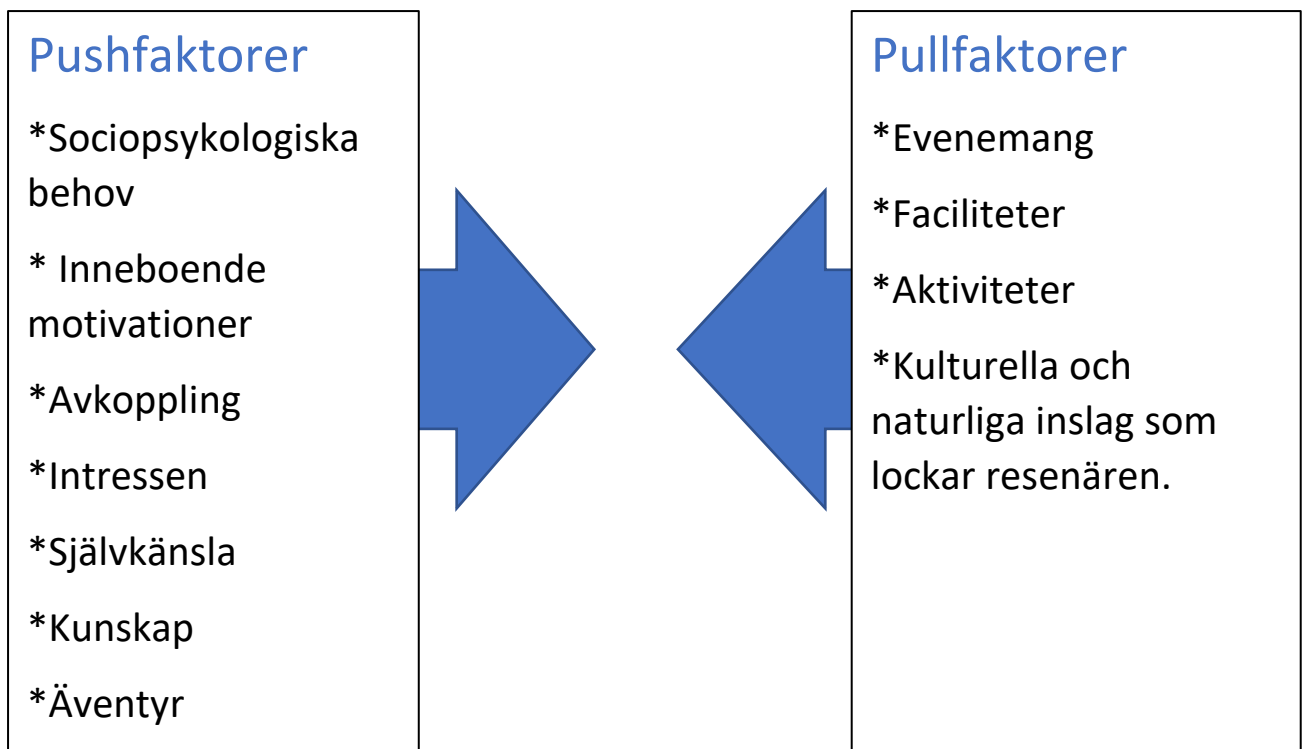 Pushfaktorer
*Sociopsykologiska
behov
* Inneboende
motivationer
*Avkoppling
*Intressen
*Självkänsla
*Kunskap
*Äventyr
Pullfaktorer
*Evenemang
*Faciliteter
*Aktiviteter
*Kulturella och
naturliga inslag som
lockar resenären.